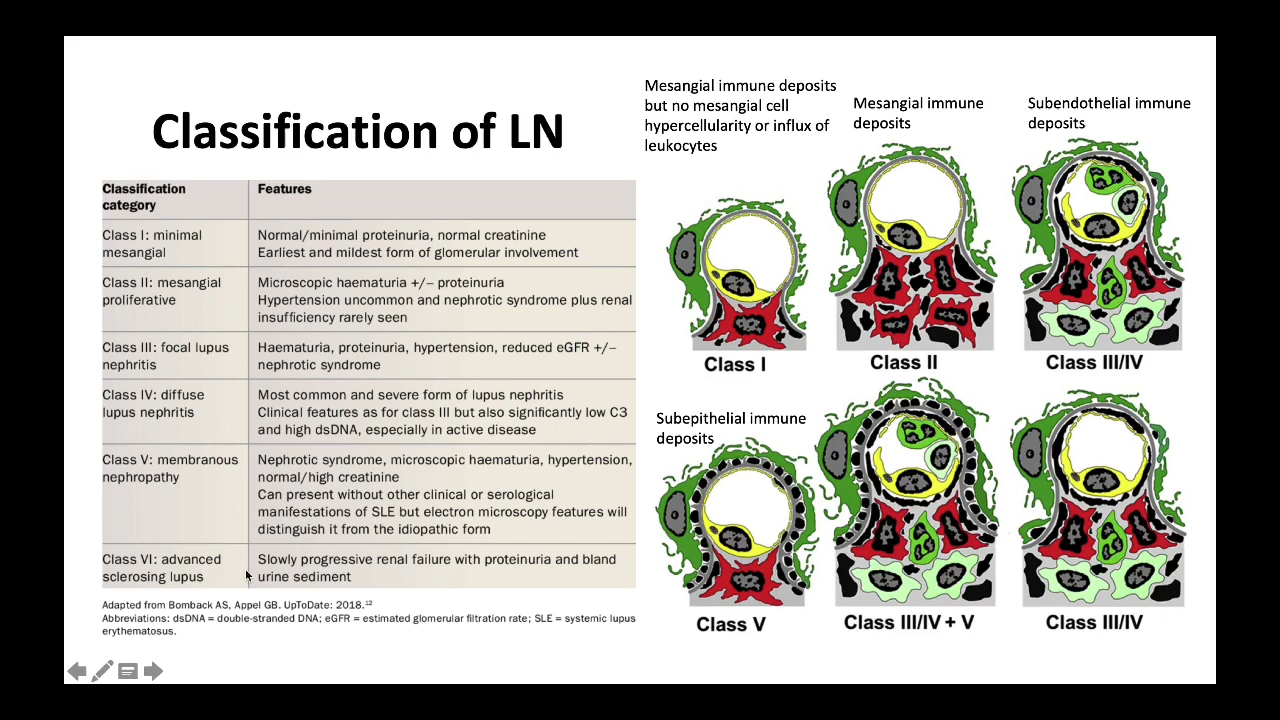 Classification of LN
Classification
category
Features
Class I: minimal
mesangial
Normal/minimal proteinuria, normal creatinine
Earliest and mildest form of glomerular involvement
Class II: mesangial
proliferative
Microscopic haematuria +/− proteinuria
Hypertension uncommon and nephrotic syndrome plus renal
insufficiency rarely seen
Class III: focal lupus
nephritis
Haematuria, proteinuria, hypertension, reduced eGFR +/−
nephrotic syndrome
Class IV: diffuse
lupus nephritis
Most common and severe form of lupus nephritis
Clinical features as for class III but also significantly low C3
and high dsDNA, especially in active disease
Class V: membranous
nephropathy
Nephrotic syndrome, microscopic haematuria, hypertension,
normal/high creatinine
Can present without other clinical or serological
manifestations of SLE but electron microscopy features will
distinguish it from the idiopathic form
Class VI: advanced
sclerosing lupus
Slowly progressive renal failure with proteinuria and bland
urine sediment
Adapted from Bomback AS, Appel GB. UpToDate: 2018.¹²
Abbreviations: dsDNA = double-stranded DNA; eGFR = estimated glomerular filtration rate; SLE = systemic lupus
erythematosus.
Mesangial immune deposits
but no mesangial cell
hypercellularity or influx of
leukocytes
Mesangial immune
deposits
Subendothelial immune
deposits
Class I
Class II
Class III/IV
Subepithelial immune
deposits
Class V
Class III/IV + V
Class III/IV